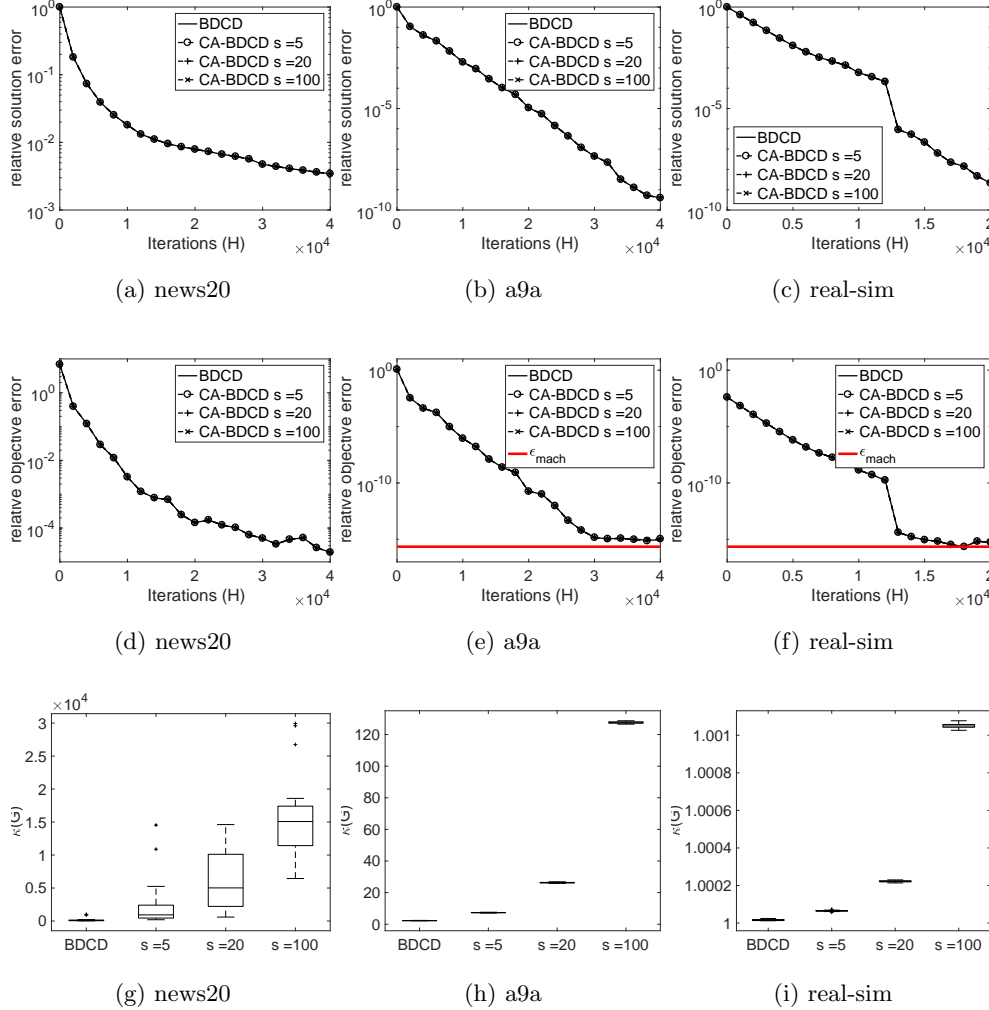 relative solution error
10^0
10^-1
10^-2
10^-3
BDCD
CA-BDCD s =5
CA-BDCD s =20
CA-BDCD s =100
0 1 2 3 4
Iterations (H)
×10^4
(a) news20
relative solution error
10^0
10^-5
10^-10
BDCD
CA-BDCD s =5
CA-BDCD s =20
CA-BDCD s =100
0 1 2 3 4
Iterations (H)
×10^4
(b) a9a
relative solution error
10^0
10^-5
10^-10
BDCD
CA-BDCD s =5
CA-BDCD s =20
CA-BDCD s =100
0 0.5 1 1.5 2
Iterations (H)
×10^4
(c) real-sim
relative objective error
10^0
10^-2
10^-4
BDCD
CA-BDCD s =5
CA-BDCD s =20
CA-BDCD s =100
0 1 2 3 4
Iterations (H)
×10^4
(d) news20
relative objective error
10^0
10^-10
BDCD
CA-BDCD s =5
CA-BDCD s =20
CA-BDCD s =100
ϵ_mach
0 1 2 3 4
Iterations (H)
×10^4
(e) a9a
relative objective error
10^0
10^-10
BDCD
CA-BDCD s =5
CA-BDCD s =20
CA-BDCD s =100
ϵ_mach
0 0.5 1 1.5 2
Iterations (H)
×10^4
(f) real-sim
×10^4
κ(G)
3
2.5
2
1.5
1
0.5
0
BDCD s =5 s =20 s =100
(g) news20
κ(G)
120
100
80
60
40
20
0
BDCD s =5 s =20 s =100
(h) a9a
κ(G)
1.001
1.0008
1.0006
1.0004
1.0002
1
BDCD s =5 s =20 s =100
(i) real-sim